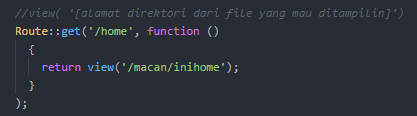 //view( '[alamat direktori dari file yang mau ditampilin]')
Route::get('/home', function ()
{
return view('/macan/inihome');
}
);